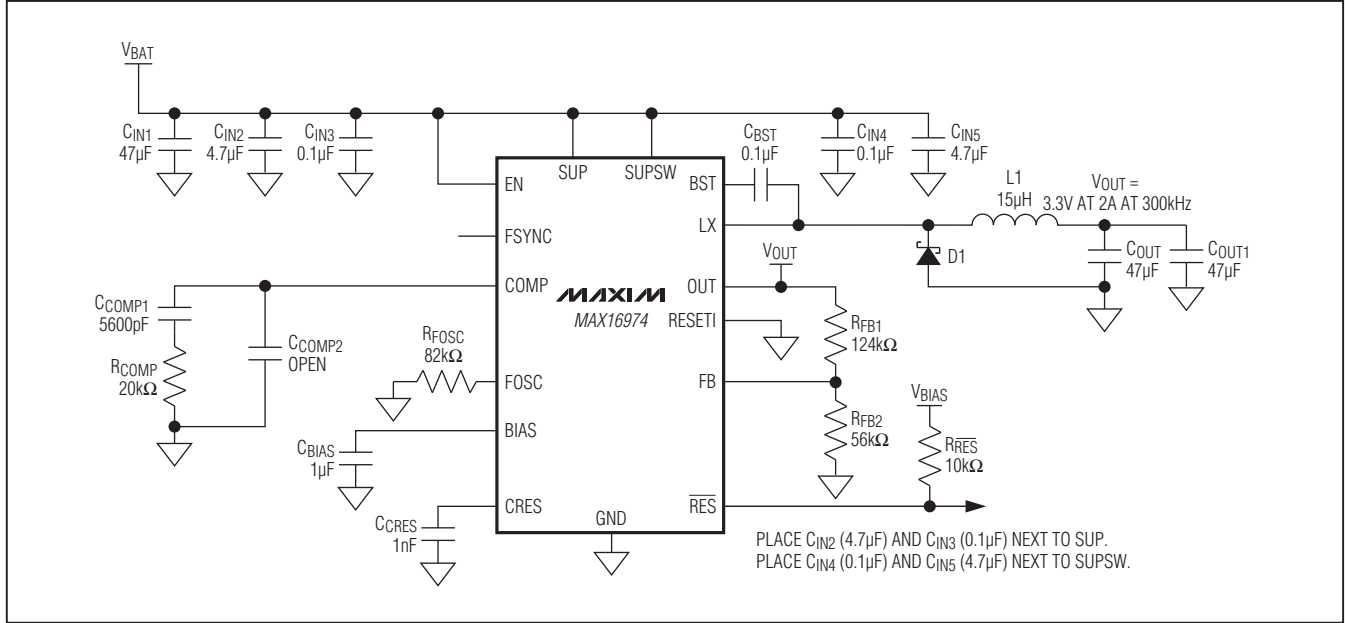 VBAT
CIN1
47µF
CIN2
4.7µF
CIN3
0.1µF
CBST
0.1µF
CIN4
0.1µF
CIN5
4.7µF
SUP
SUPSW
EN
BST
LX
L1
15µH
VOUT =
3.3V AT 2A AT 300kHz
FSYNC
COMP
MAXIM
MAX16974
VOUT
OUT
RESETI
D1
COUT
47µF
COUT1
47µF
CCOMP1
5600pF
RCOMP
20kΩ
CCOMP2
OPEN
RFOSC
82kΩ
FOSC
RFB1
124kΩ
FB
RFB2
56kΩ
VBIAS
RRES
10kΩ
BIAS
CBIAS
1µF
CRES
CCRES
1nF
GND
RES
PLACE CIN2 (4.7µF) AND CIN3 (0.1µF) NEXT TO SUP.
PLACE CIN4 (0.1µF) AND CIN5 (4.7µF) NEXT TO SUPSW.